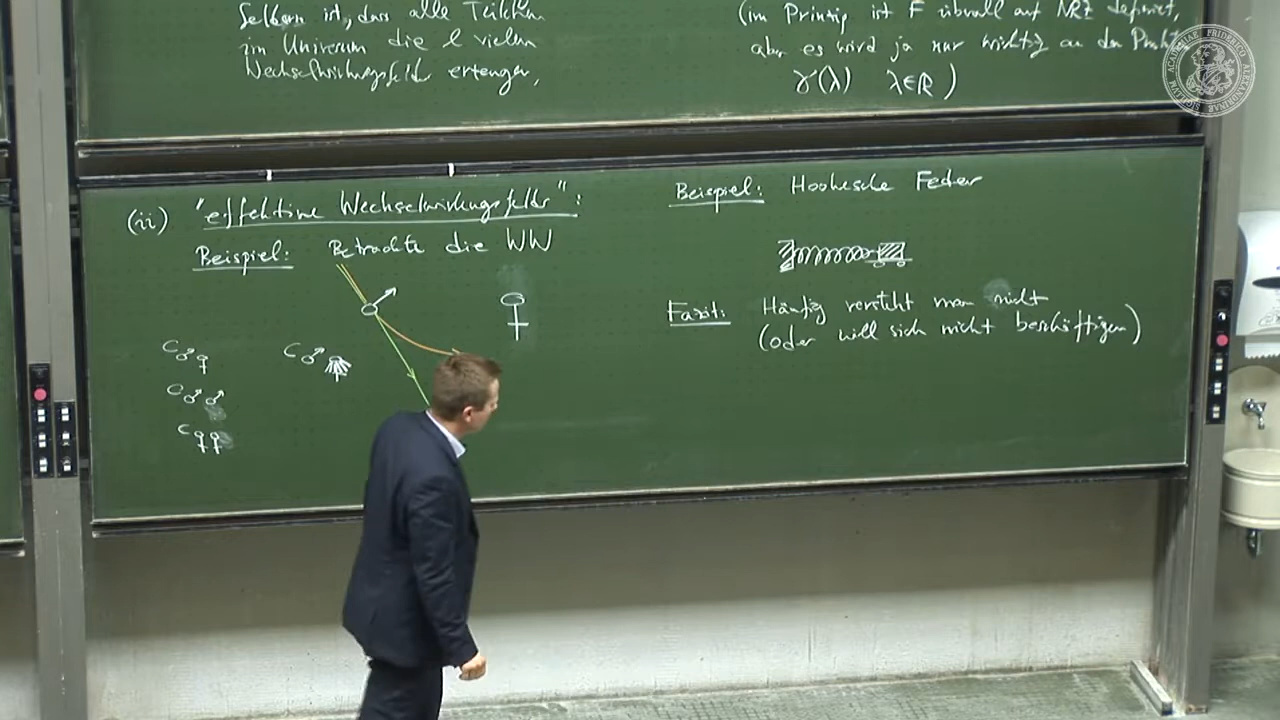 Selbern ist, dass alle Teilchen
im Universum die l vielen
Wechselwirkungsfelder erzeugen,
(im Prinzip ist F überall auf NRZ definiert,
aber es wird ja nur wichtig an den Punkten
γ(λ) λ∈ℝ)
(ii) "effektive Wechselwirkungsfelder":
Beispiel: Betrachte die WW
Beispiel: Hookesche Feder
Fazit: Häufig versteht man nicht
(oder will sich nicht beschäftigen)